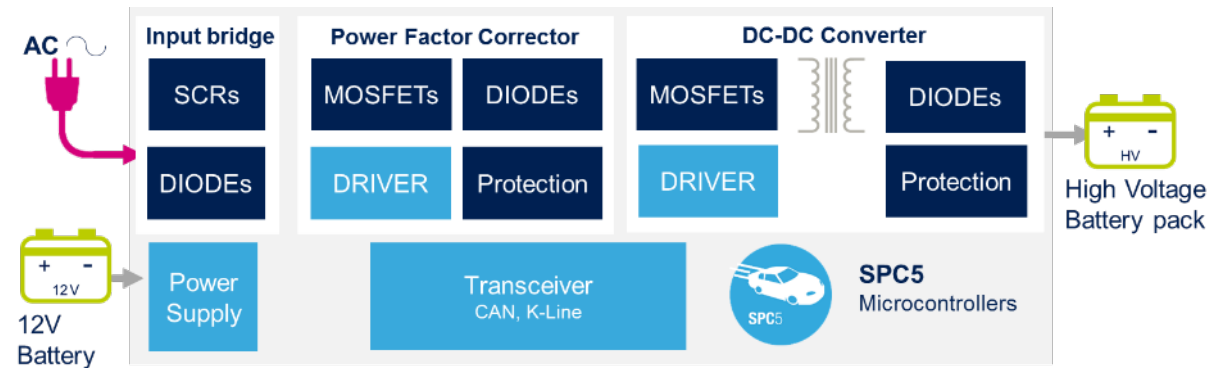 AC
Input bridge
SCRs
DIODEs
Power Factor Corrector
MOSFETs
DIODEs
DRIVER
Protection
DC-DC Converter
MOSFETs
DIODEs
DRIVER
Protection
+ -
HV
High Voltage
Battery pack
+ -
12V
12V
Battery
Power
Supply
Transceiver
CAN, K-Line
SPC5
SPC5
Microcontrollers